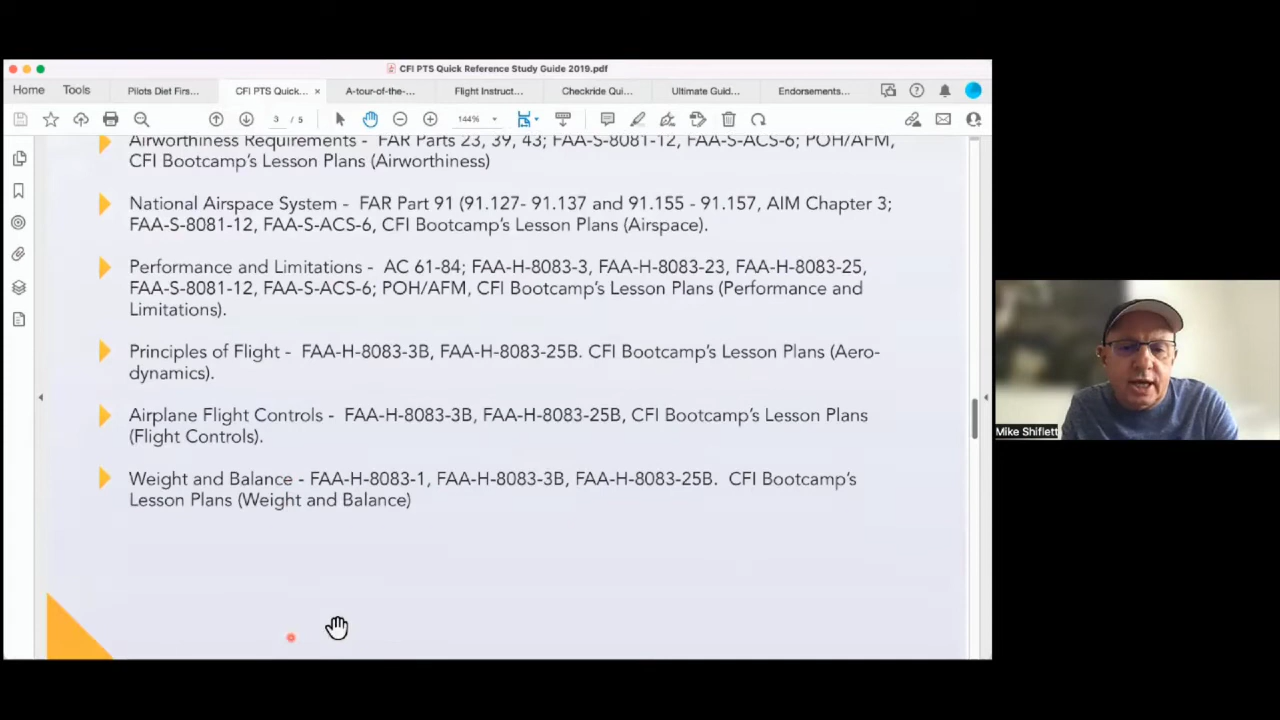 CFI PTS Quick Reference Study Guide 2019.pdf
Home
Tools
Pilots Diet Firs...
CFI PTS Quick... ×
A-tour-of-the-...
Flight Instruct...
Checkride Qui...
Ultimate Guid...
Endorsements...
3 / 5
144%
Airworthiness Requirements - FAR Parts 23, 39, 43; FAA-S-8081-12, FAA-S-ACS-6; POH/AFM,
CFI Bootcamp's Lesson Plans (Airworthiness)
National Airspace System - FAR Part 91 (91.127- 91.137 and 91.155 - 91.157, AIM Chapter 3;
FAA-S-8081-12, FAA-S-ACS-6, CFI Bootcamp's Lesson Plans (Airspace).
Performance and Limitations - AC 61-84; FAA-H-8083-3, FAA-H-8083-23, FAA-H-8083-25,
FAA-S-8081-12, FAA-S-ACS-6; POH/AFM, CFI Bootcamp's Lesson Plans (Performance and
Limitations).
Principles of Flight - FAA-H-8083-3B, FAA-H-8083-25B. CFI Bootcamp's Lesson Plans (Aero-
dynamics).
Airplane Flight Controls - FAA-H-8083-3B, FAA-H-8083-25B, CFI Bootcamp's Lesson Plans
(Flight Controls).
Weight and Balance - FAA-H-8083-1, FAA-H-8083-3B, FAA-H-8083-25B. CFI Bootcamp's
Lesson Plans (Weight and Balance)
Mike Shiflett